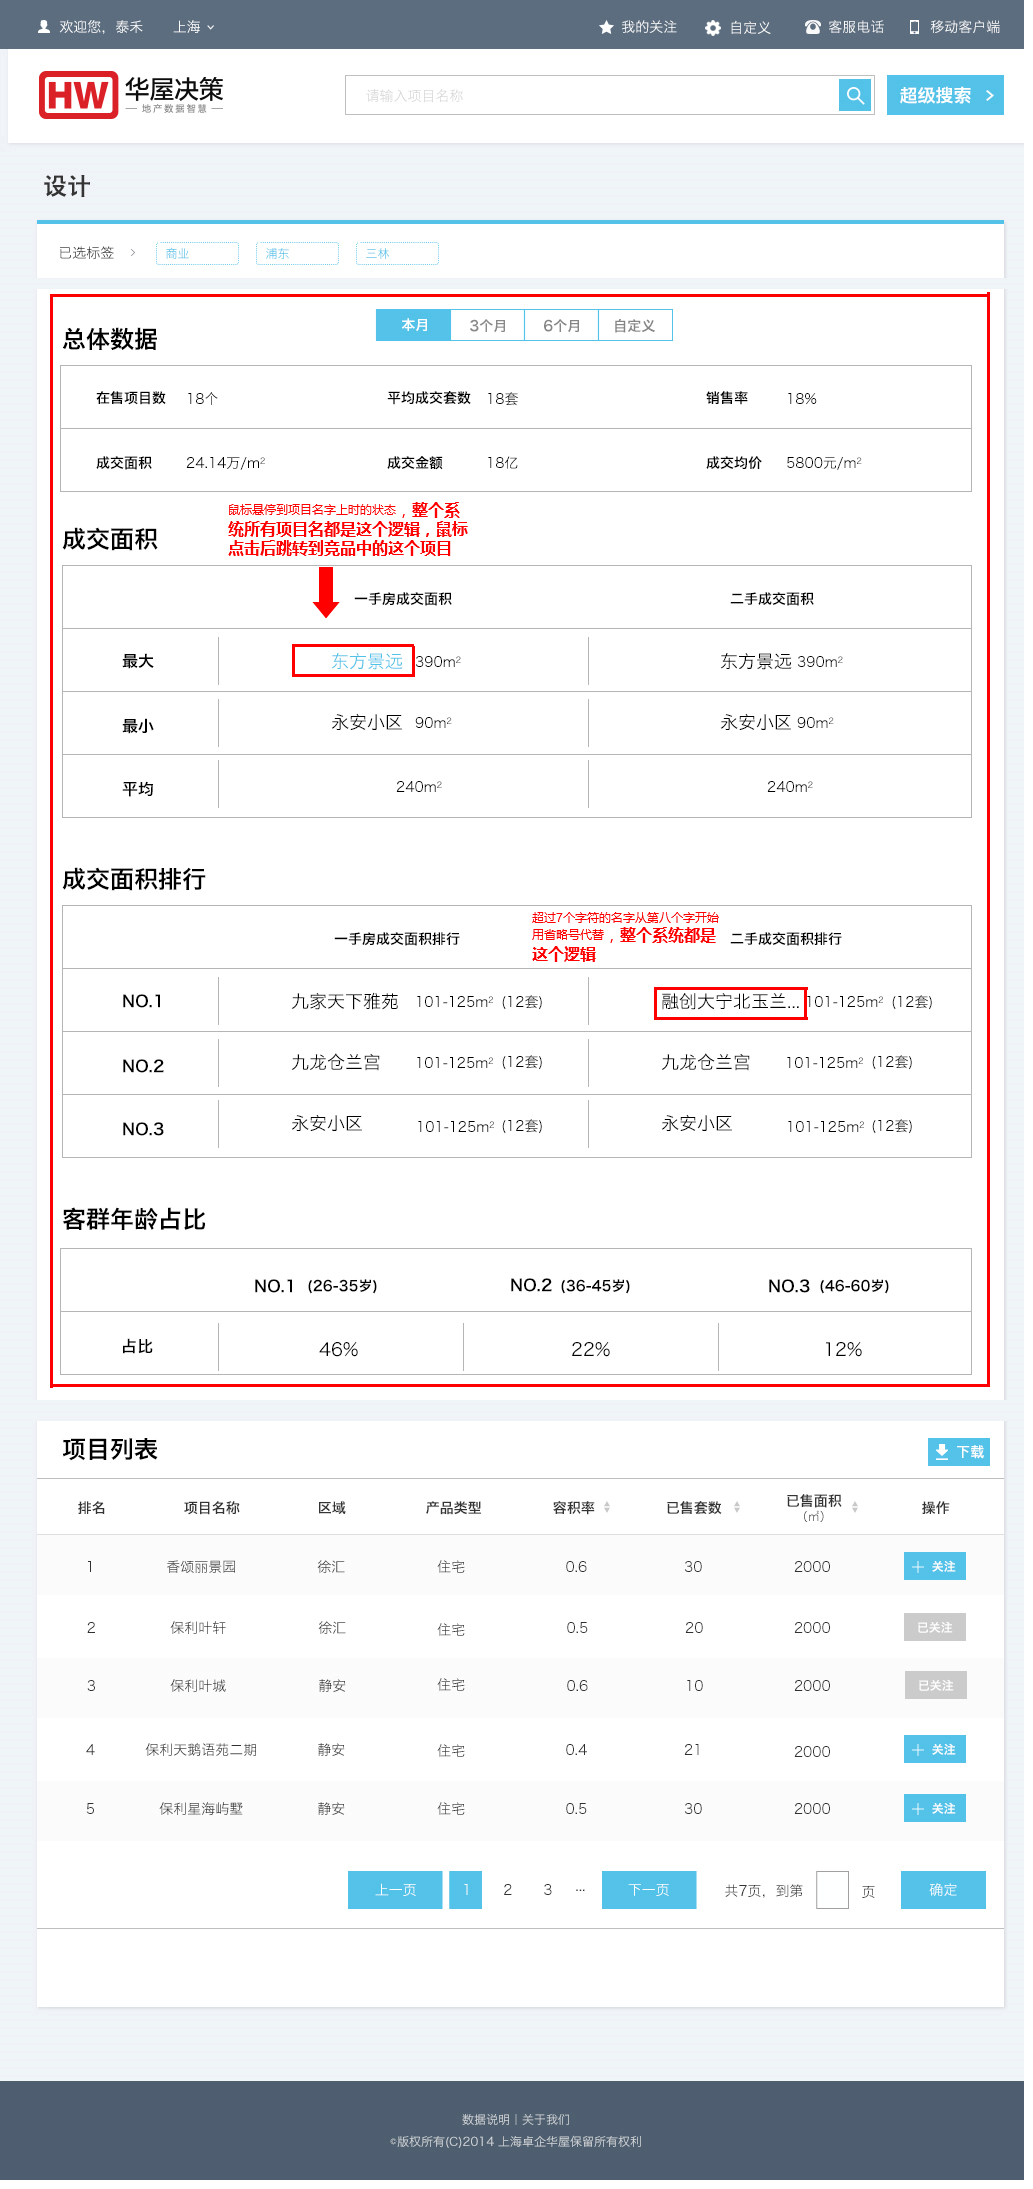 欢迎您，泰禾 上海 我的关注 自定义 客服电话 移动客户端
HW 华屋决策
地产数据智慧
请输入项目名称 超级搜索
设计
已选标签 商业 浦东 三林
总体数据 本月 3个月 6个月 自定义
在售项目数 18个 平均成交套数 18套 销售率 18%
成交面积 24.14万/m² 成交金额 18亿 成交均价 5800元/m²
成交面积
鼠标悬停到项目名字上时的状态，整个系
统所有项目名都是这个逻辑，鼠标
点击后跳转到竞品中的这个项目
一手房成交面积 二手成交面积
最大 东方景远 390m² 东方景远 390m²
最小 永安小区 90m² 永安小区 90m²
平均 240m² 240m²
成交面积排行
超过7个字符的名字从第八个字开始
用省略号代替，整个系统都是
这个逻辑
一手房成交面积排行 二手成交面积排行
NO.1 九家天下雅苑 101-125m² (12套) 融创大宁北玉兰... 101-125m² (12套)
NO.2 九龙仓兰宫 101-125m² (12套) 九龙仓兰宫 101-125m² (12套)
NO.3 永安小区 101-125m² (12套) 永安小区 101-125m² (12套)
客群年龄占比
NO.1 (26-35岁) NO.2 (36-45岁) NO.3 (46-60岁)
占比 46% 22% 12%
项目列表 下载
排名 项目名称 区域 产品类型 容积率 已售套数 已售面积 (㎡) 操作
1 香颂丽景园 徐汇 住宅 0.6 30 2000 + 关注
2 保利叶轩 徐汇 住宅 0.5 20 2000 已关注
3 保利叶城 静安 住宅 0.6 10 2000 已关注
4 保利天鹅语苑二期 静安 住宅 0.4 21 2000 + 关注
5 保利星海屿墅 静安 住宅 0.5 30 2000 + 关注
上一页 1 2 3 ... 下一页 共7页，到第 页 确定
数据说明 | 关于我们
©版权所有(C)2014 上海卓企华屋保留所有权利